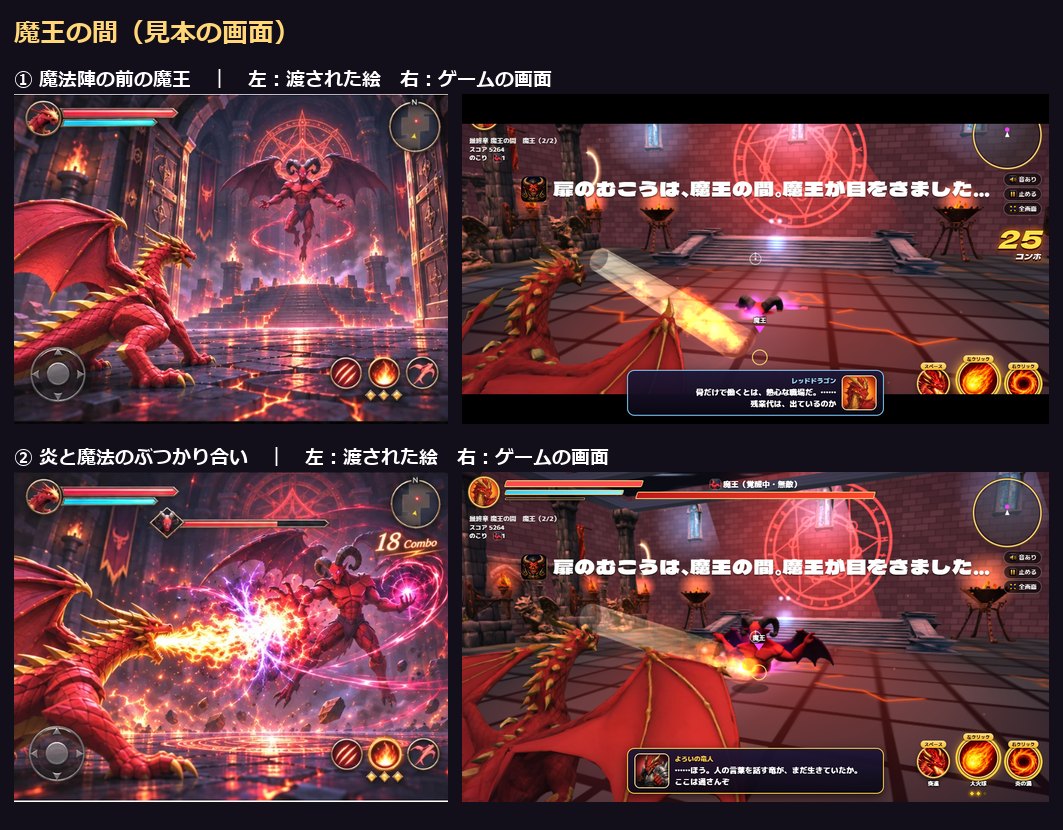 魔王の間（見本の画面）
① 魔法陣の前の魔王　｜　左：渡された絵　右：ゲームの画面
N
最終章 魔王の間　魔王（2/2）
スコア 5264
のこり 1
扉のむこうは、魔王の間。魔王が目をさました…
音あり
止める
全画面
25
コンボ
魔王
レッドドラゴン
骨だけで働くとは、熱心な職場だ。……
残業代は、出ているのか
スペース
左クリック
右クリック
② 炎と魔法のぶつかり合い　｜　左：渡された絵　右：ゲームの画面
N
18 Combo
魔王（覚醒中・無敵）
最終章 魔王の間　魔王（2/2）
スコア 5264
のこり 1
扉のむこうは、魔王の間。魔王が目をさました…
音あり
止める
全画面
魔王
よろいの竜人
……ほう。人の言葉を話す竜が、まだ生きていたか。
ここは通さんぞ
スペース
左クリック
右クリック
突進
大火球
炎の渦